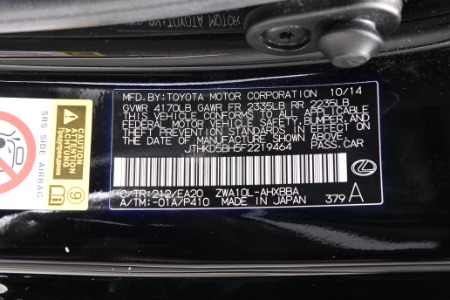 MFD.BY:TOYOTA MOTOR CORPORATION 10/14
GVWR 4170LB GAWR FR 2335LB RR 2235LB
THIS VEHICLE CONFORMS TO ALL APPLICABLE
FEDERAL MOTOR VEHICLE SAFETY, BUMPER, AND
THEFT PREVENTION STANDARDS IN EFFECT ON
THE DATE OF MANUFACTURE SHOWN ABOVE.
JTHKD5BH5F2219464 PASS.CAR
C/TR:212/EA20 ZWA10L-AHXBBA
A/TM:-01A/P410 MADE IN JAPAN 379 A
SRS SIDE AIRBAG
9